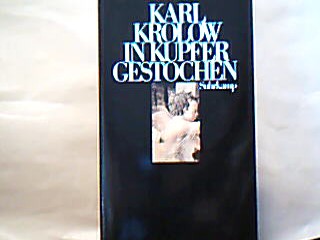 KARL
KROLOW
IN KUPFER
GESTOCHEN
Suhrkamp